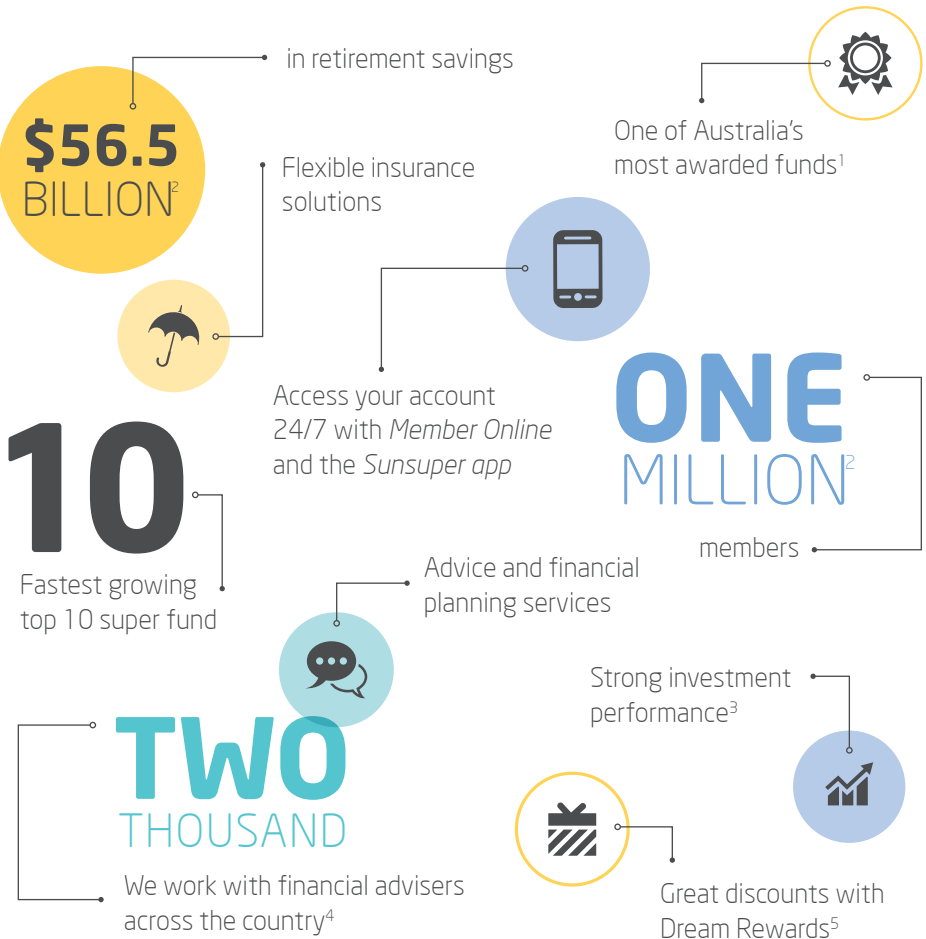 in retirement savings
$56.5
BILLION²
One of Australia's
most awarded funds¹
Flexible insurance
solutions
Access your account
24/7 with Member Online
and the Sunsuper app
ONE
MILLION²
members
10
Fastest growing
top 10 super fund
Advice and financial
planning services
Strong investment
performance³
TWO
THOUSAND
We work with financial advisers
across the country⁴
Great discounts with
Dream Rewards⁵